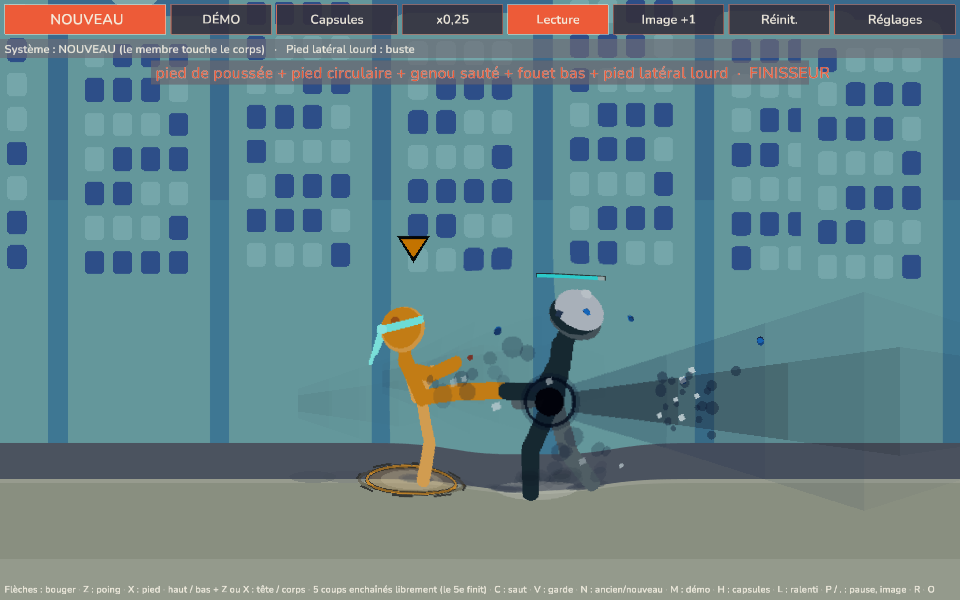 NOUVEAU
DÉMO
Capsules
x0,25
Lecture
Image +1
Réinit.
Réglages
Système : NOUVEAU (le membre touche le corps) · Pied latéral lourd : buste
pied de poussée + pied circulaire + genou sauté + fouet bas + pied latéral lourd · FINISSEUR
Flèches : bouger Z : poing X : pied haut / bas + Z ou X : tête / corps 5 coups enchaînés librement (le 5e finit) C : saut V : garde N : ancien/nouveau M : démo H : capsules L : ralenti P / . : pause, image R O